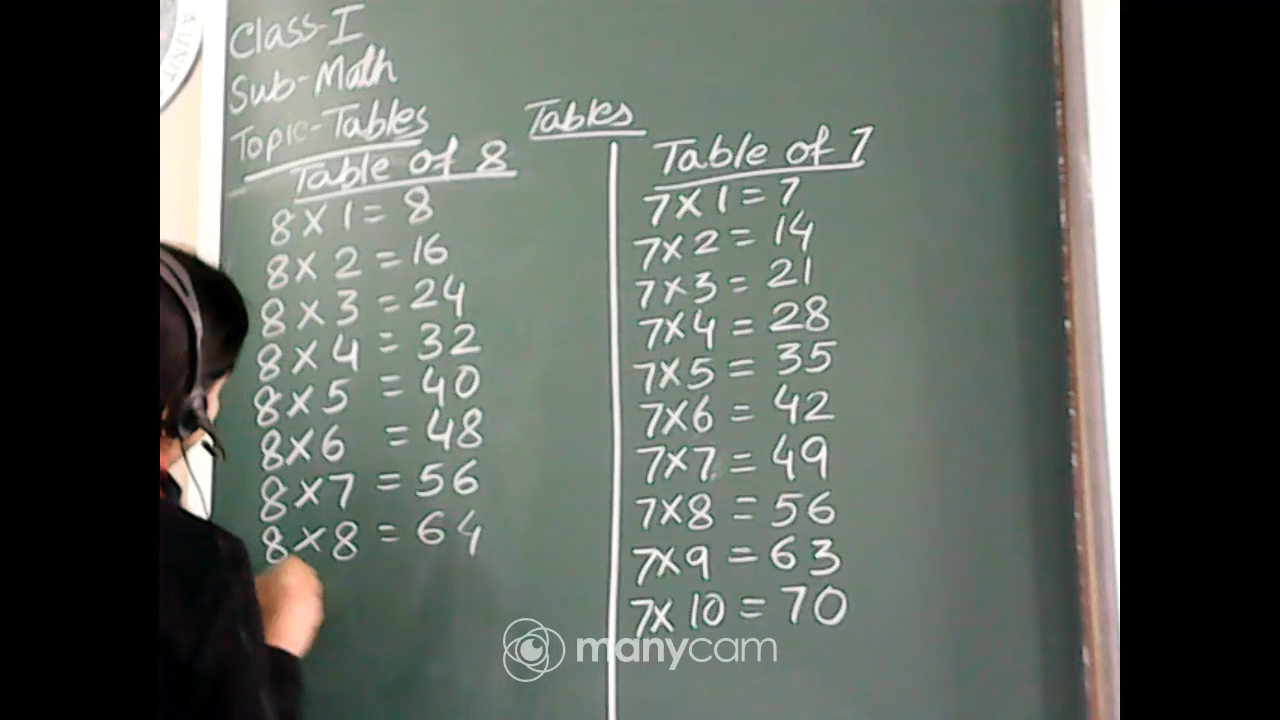 A UNIT
Class-I
Sub-Math
Topic-Tables
Tables
Table of 8
8 × 1 = 8
8 × 2 = 16
8 × 3 = 24
8 × 4 = 32
8 × 5 = 40
8 × 6 = 48
8 × 7 = 56
8 × 8 = 64
Table of 7
7 × 1 = 7
7 × 2 = 14
7 × 3 = 21
7 × 4 = 28
7 × 5 = 35
7 × 6 = 42
7 × 7 = 49
7 × 8 = 56
7 × 9 = 63
7 × 10 = 70
manycam